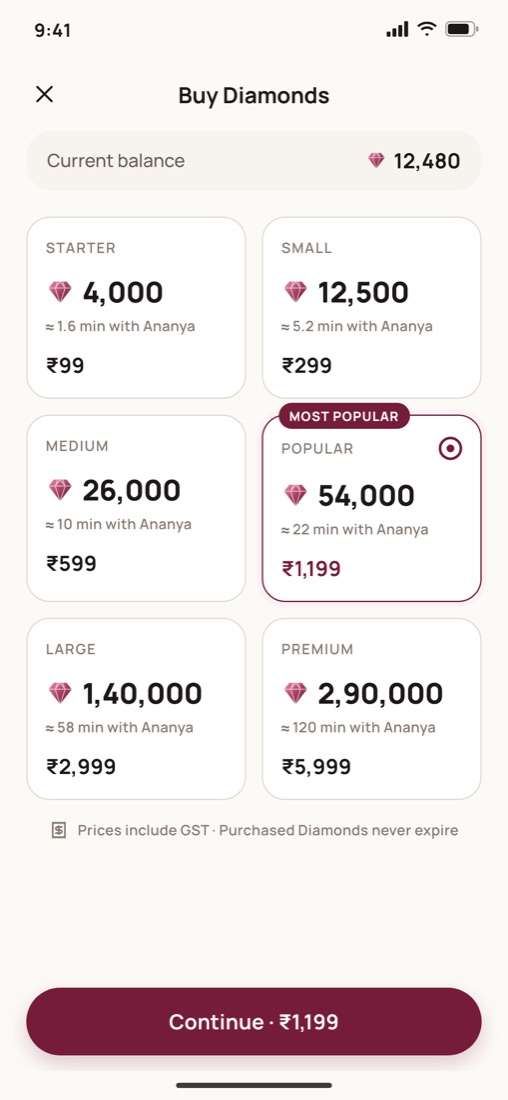 9:41
Buy Diamonds
Current balance
12,480
STARTER
4,000
≈ 1.6 min with Ananya
₹99
SMALL
12,500
≈ 5.2 min with Ananya
₹299
MEDIUM
26,000
≈ 10 min with Ananya
₹599
MOST POPULAR
POPULAR
54,000
≈ 22 min with Ananya
₹1,199
LARGE
1,40,000
≈ 58 min with Ananya
₹2,999
PREMIUM
2,90,000
≈ 120 min with Ananya
₹5,999
Prices include GST · Purchased Diamonds never expire
Continue · ₹1,199